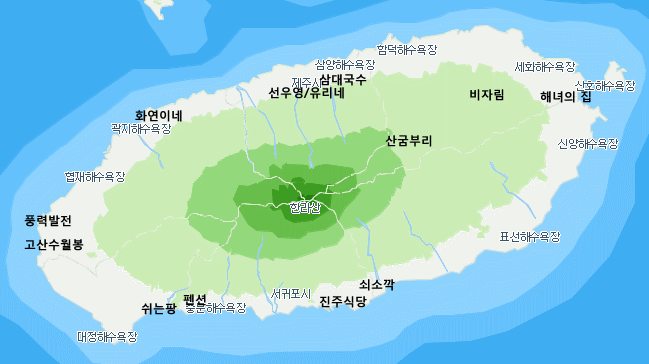 함덕해수욕장
삼양해수욕장
세화해수욕장
제주시
삼대국수
산호해수욕장
선우영/유리네
비자림
해녀의 집
화연이네
곽지해수욕장
산굼부리
신양해수욕장
협재해수욕장
한라산
풍력발전
고산수월봉
표선해수욕장
쇠소깍
서귀포시
펜션
진주식당
쉬는팡
중문해수욕장
대정해수욕장